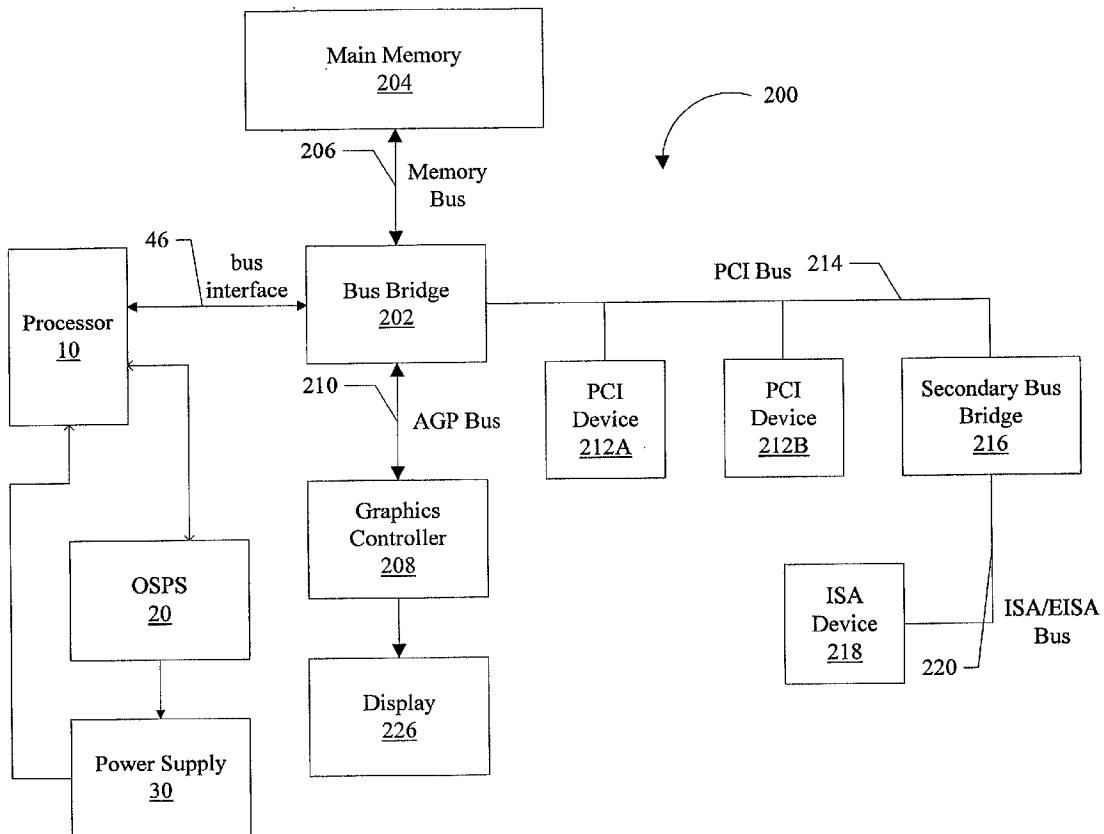 Main Memory
204
200
206
Memory
Bus
46
bus
interface
Processor
10
Bus Bridge
202
PCI Bus
214
210
AGP Bus
PCI
Device
212A
PCI
Device
212B
Secondary Bus
Bridge
216
Graphics
Controller
208
OSPS
20
ISA
Device
218
ISA/EISA
Bus
220
Display
226
Power Supply
30